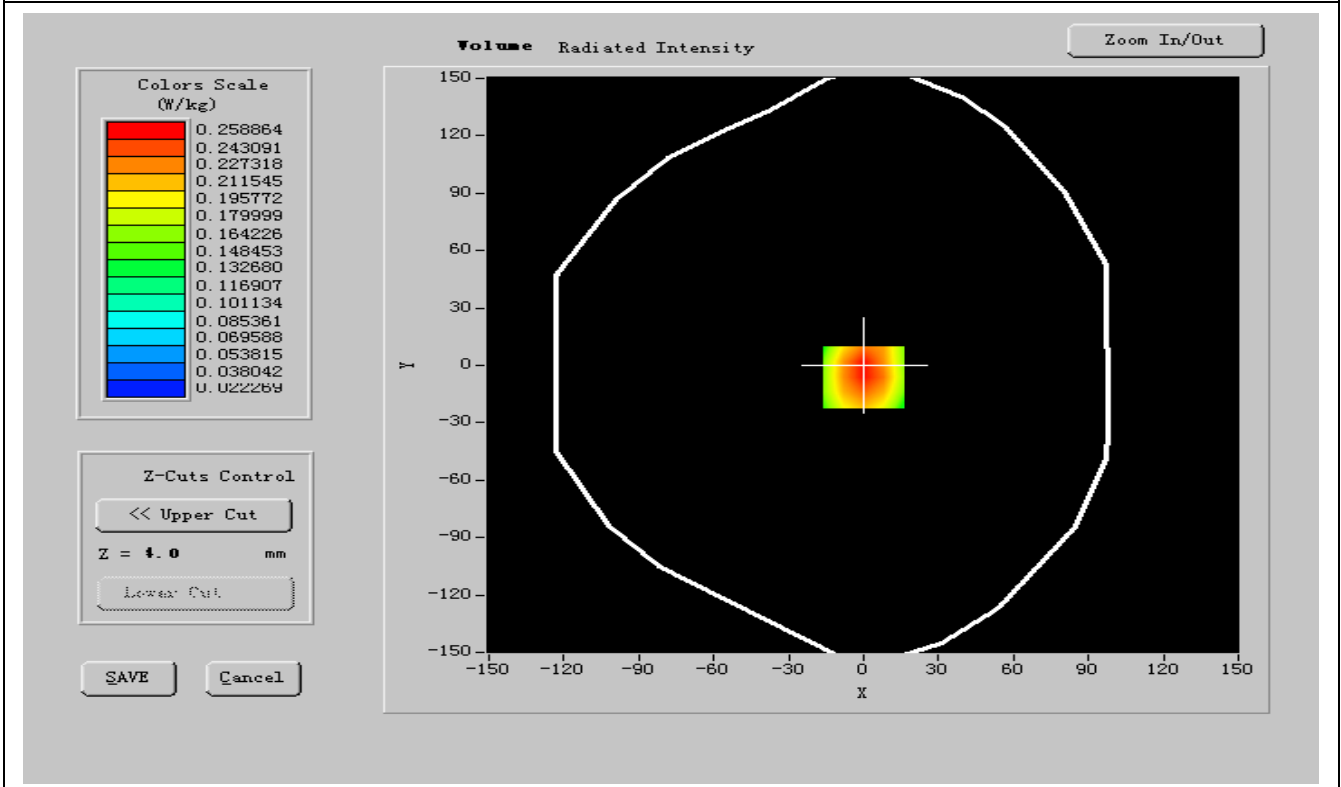 Volume Radiated Intensity
Zoom In/Out
Colors Scale
(W/kg)
0.258864
0.243091
0.227318
0.211545
0.195772
0.179999
0.164226
0.148453
0.132680
0.116907
0.101134
0.085361
0.069588
0.053815
0.038042
0.022269
Z-Cuts Control
<< Upper Cut
Z = 4.0 mm
Lower Cut
SAVE
Cancel
150
120
90
60
30
0
-30
-60
-90
-120
-150
Y
-150 -120 -90 -60 -30 0 30 60 90 120 150
X